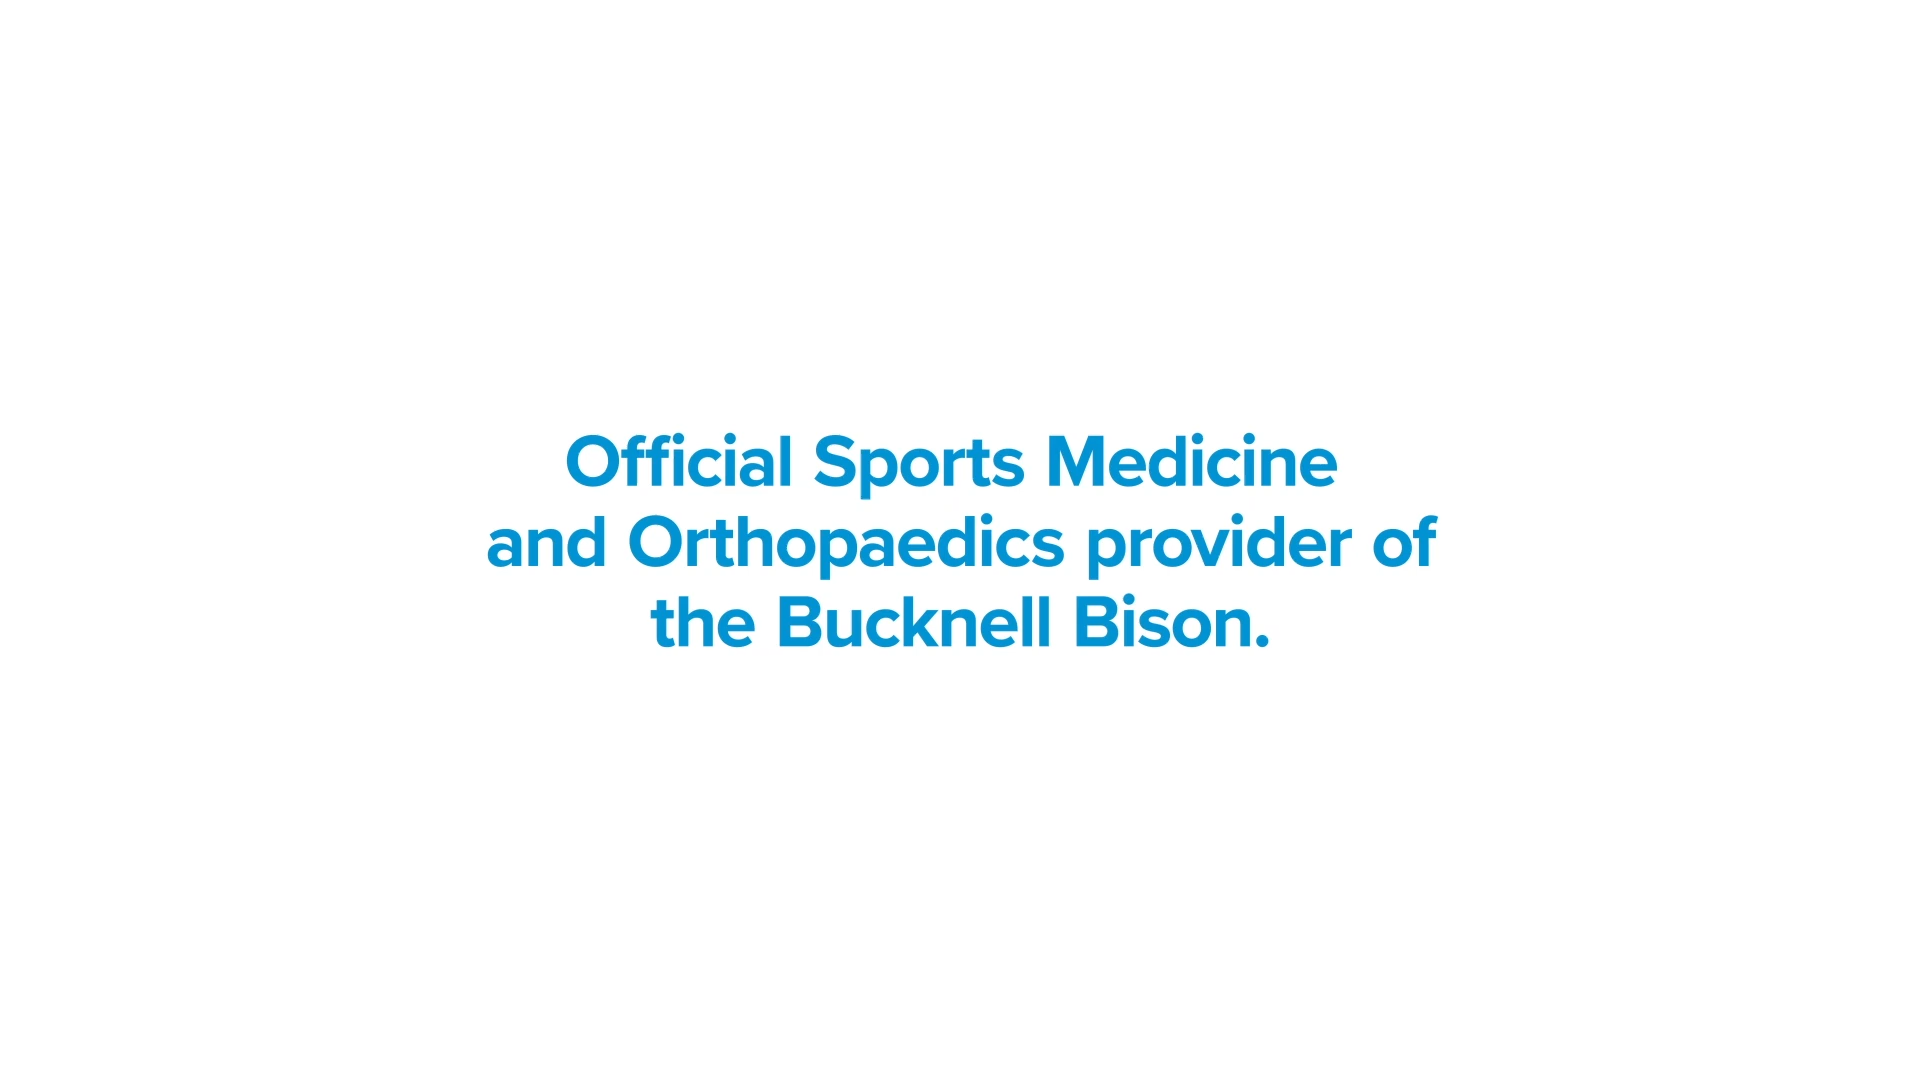 Official Sports Medicine
and Orthopaedics provider of
the Bucknell Bison.